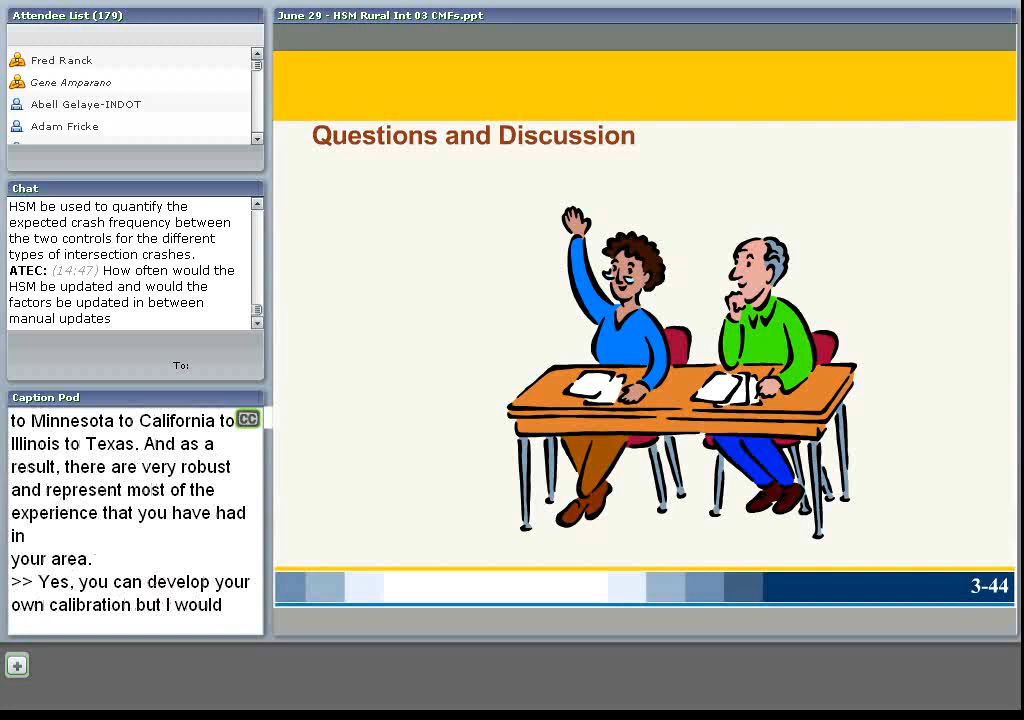 Attendee List (179)
Fred Ranck
Gene Amparano
Abell Gelaye-INDOT
Adam Fricke
Chat
HSM be used to quantify the
expected crash frequency between
the two controls for the different
types of intersection crashes.
ATEC: (14:47) How often would the
HSM be updated and would the
factors be updated in between
manual updates
To:
Caption Pod
to Minnesota to California to
CC
Illinois to Texas. And as a
result, there are very robust
and represent most of the
experience that you have had
in
your area.
>> Yes, you can develop your
own calibration but I would
June 29 - HSM Rural Int 03 CMFs.ppt
Questions and Discussion
3-44